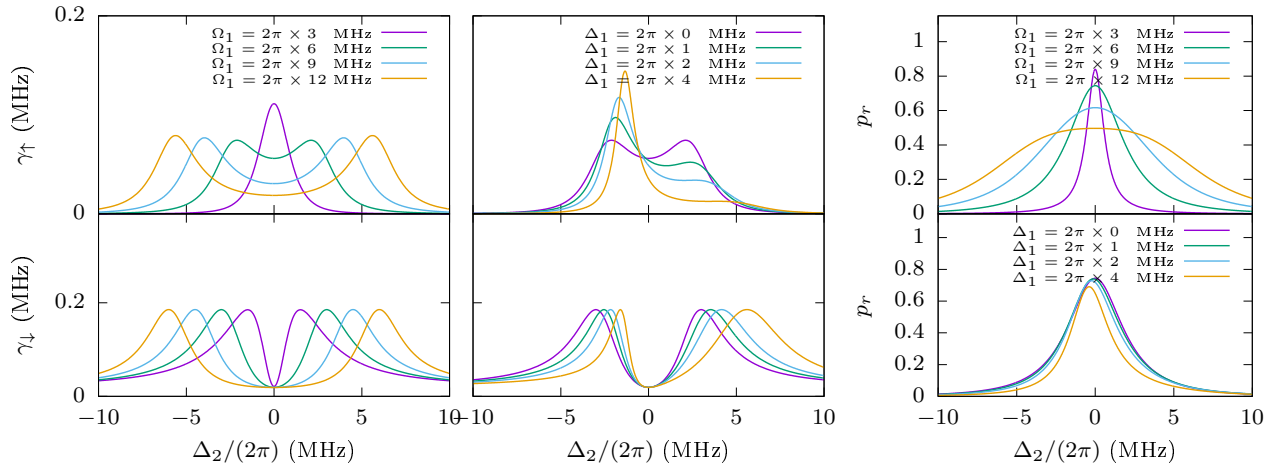 0.2
0
γ↑ (MHz)
Ω₁ = 2π × 3 MHz
Ω₁ = 2π × 6 MHz
Ω₁ = 2π × 9 MHz
Ω₁ = 2π × 12 MHz
Δ₁ = 2π × 0 MHz
Δ₁ = 2π × 1 MHz
Δ₁ = 2π × 2 MHz
Δ₁ = 2π × 4 MHz
1
0.8
0.6
0.4
0.2
0
pᵣ
Ω₁ = 2π × 3 MHz
Ω₁ = 2π × 6 MHz
Ω₁ = 2π × 9 MHz
Ω₁ = 2π × 12 MHz
0.2
0
γ↓ (MHz)
−10 −5 0 5 10
Δ₂/(2π) (MHz)
−10 −5 0 5 10
Δ₂/(2π) (MHz)
1
0.8
0.6
0.4
0.2
0
pᵣ
Δ₁ = 2π × 0 MHz
Δ₁ = 2π × 1 MHz
Δ₁ = 2π × 2 MHz
Δ₁ = 2π × 4 MHz
−10 −5 0 5 10
Δ₂/(2π) (MHz)